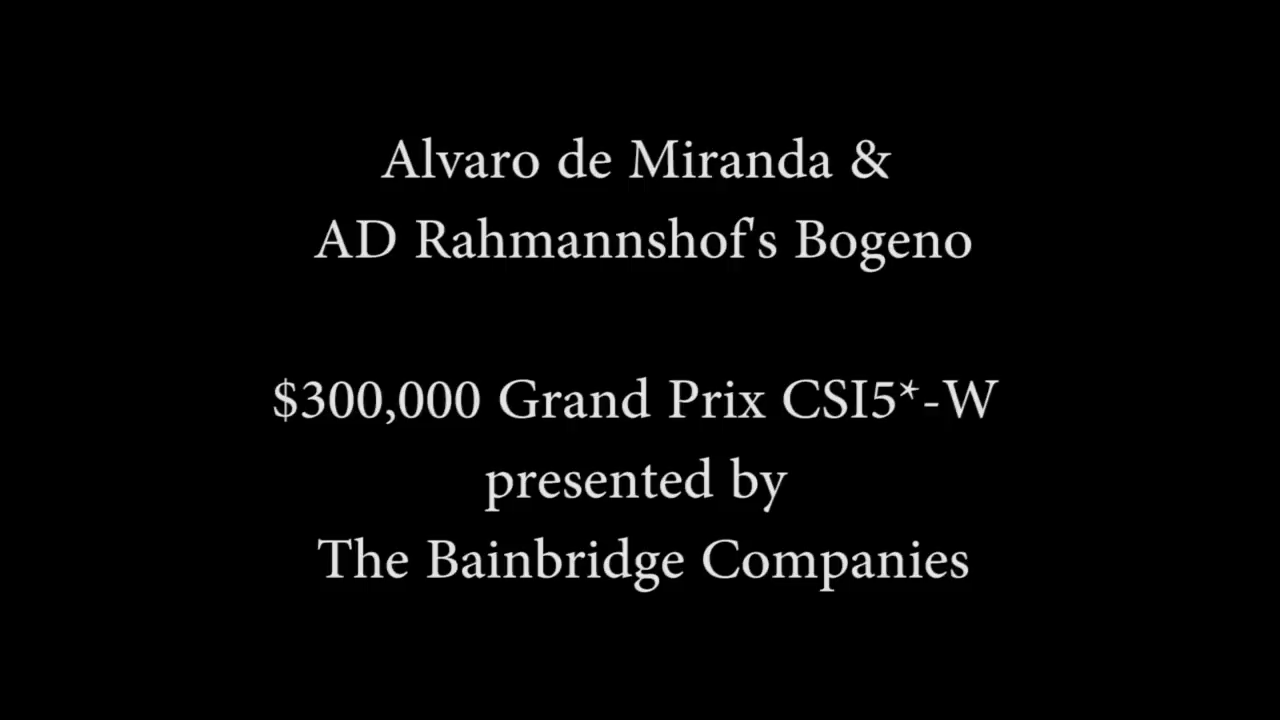 Alvaro de Miranda &
AD Rahmannshof's Bogeno
$300,000 Grand Prix CSI5*-W
presented by
The Bainbridge Companies